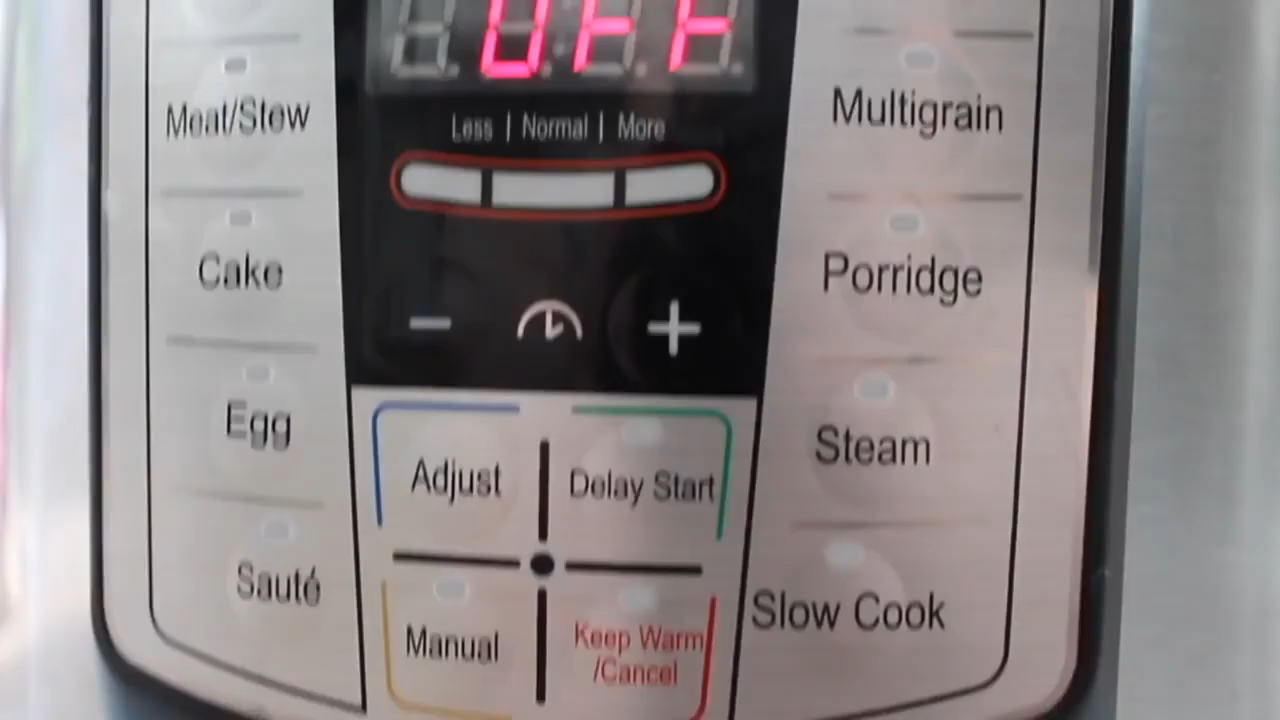 OFF
Less | Normal | More
Meat/Stew
Cake
Egg
Sauté
Adjust
Delay Start
Manual
Keep Warm
/Cancel
Multigrain
Porridge
Steam
Slow Cook